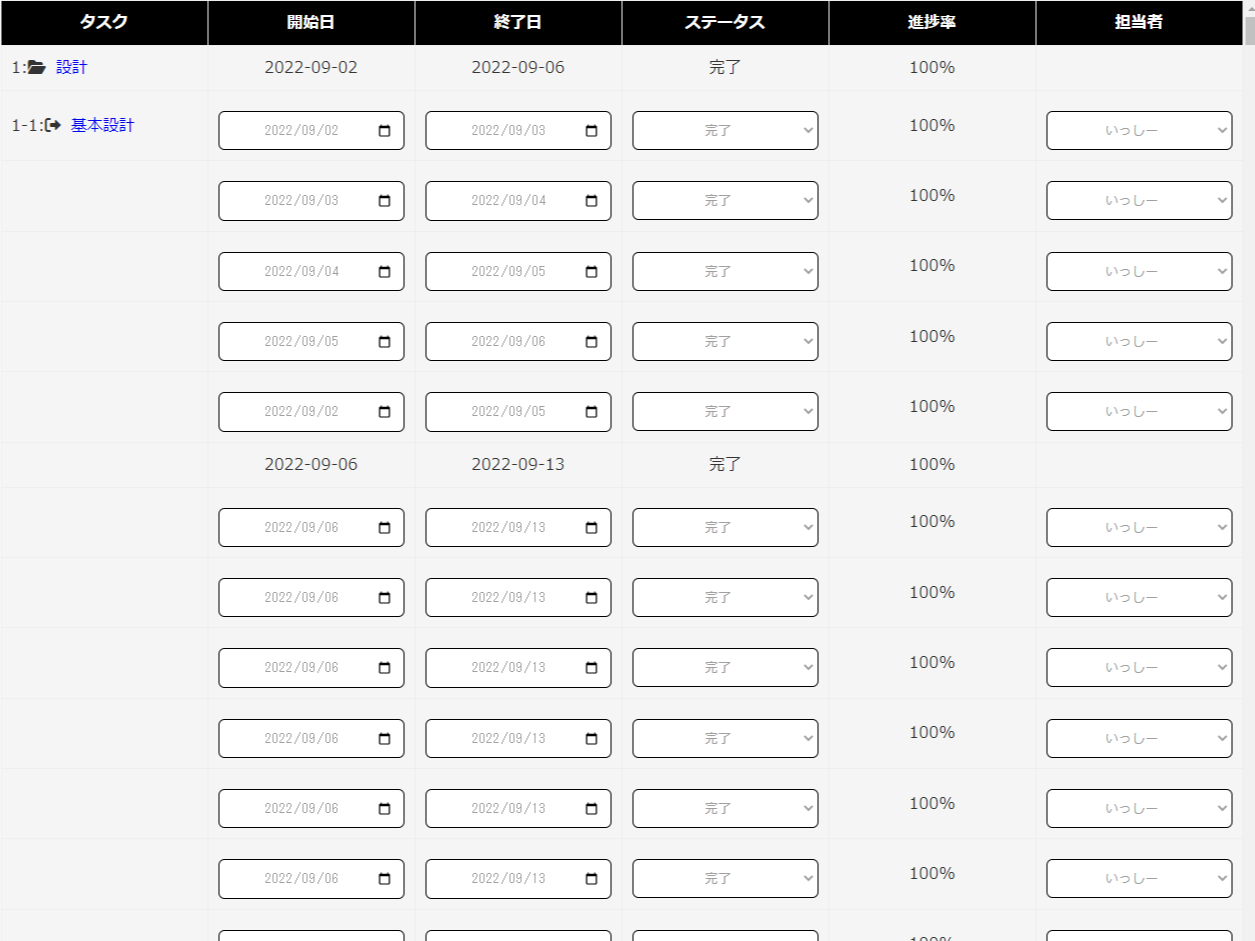 タスク 開始日 終了日 ステータス 進捗率 担当者
1: 設計 2022-09-02 2022-09-06 完了 100%
1-1: 基本設計 2022/09/02 2022/09/03 完了 100% いっしー
2022/09/03 2022/09/04 完了 100% いっしー
2022/09/04 2022/09/05 完了 100% いっしー
2022/09/05 2022/09/06 完了 100% いっしー
2022/09/02 2022/09/05 完了 100% いっしー
2022-09-06 2022-09-13 完了 100%
2022/09/06 2022/09/13 完了 100% いっしー
2022/09/06 2022/09/13 完了 100% いっしー
2022/09/06 2022/09/13 完了 100% いっしー
2022/09/06 2022/09/13 完了 100% いっしー
2022/09/06 2022/09/13 完了 100% いっしー
2022/09/06 2022/09/13 完了 100% いっしー